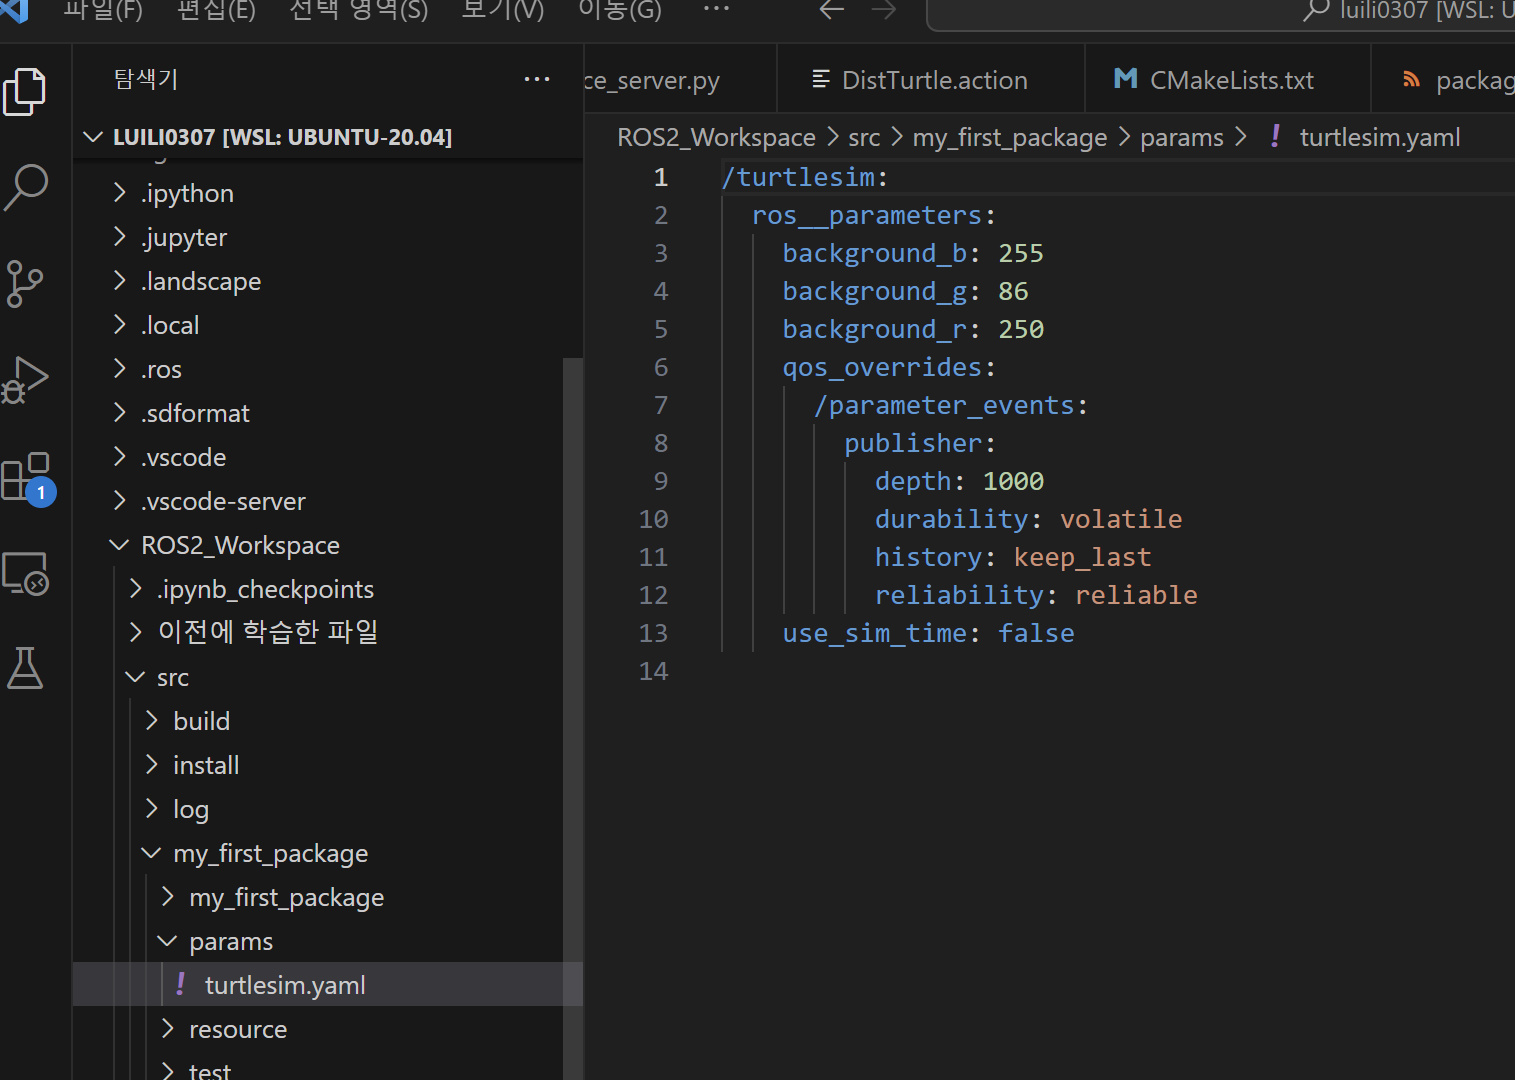 파일(F) 편집(E) 선택 영역(S) 보기(V) 이동(G) ··· luili0307 [WSL: U
탐색기 ···
ce_server.py DistTurtle.action CMakeLists.txt packag
LUILI0307 [WSL: UBUNTU-20.04]
.ipython
.jupyter
.landscape
.local
.ros
.sdformat
.vscode
.vscode-server
ROS2_Workspace
.ipynb_checkpoints
이전에 학습한 파일
src
build
install
log
my_first_package
my_first_package
params
! turtlesim.yaml
resource
test
1
ROS2_Workspace > src > my_first_package > params > ! turtlesim.yaml
1 /turtlesim:
2 ros__parameters:
3 background_b: 255
4 background_g: 86
5 background_r: 250
6 qos_overrides:
7 /parameter_events:
8 publisher:
9 depth: 1000
10 durability: volatile
11 history: keep_last
12 reliability: reliable
13 use_sim_time: false
14